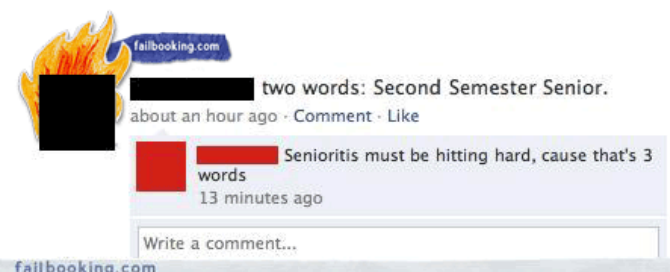 failbooking.com
two words: Second Semester Senior.
about an hour ago · Comment · Like
Senioritis must be hitting hard, cause that's 3
words
13 minutes ago
Write a comment...
failbooking.com